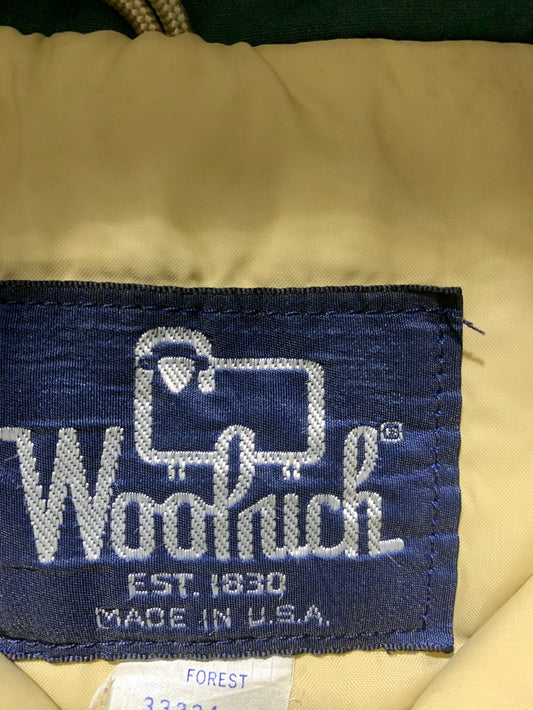 Woolrich ®
EST. 1830
MADE IN U.S.A.
FOREST